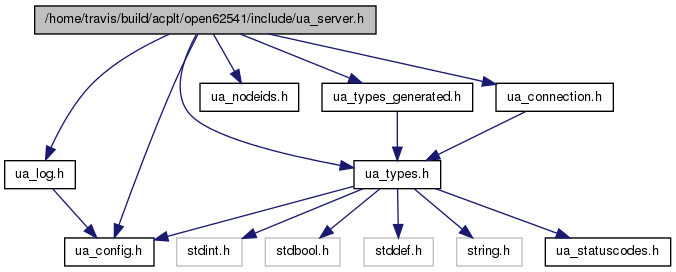 /home/travis/build/acplt/open62541/include/ua_server.h
ua_nodeids.h
ua_types_generated.h
ua_connection.h
ua_log.h
ua_types.h
ua_config.h
stdint.h
stdbool.h
stddef.h
string.h
ua_statuscodes.h